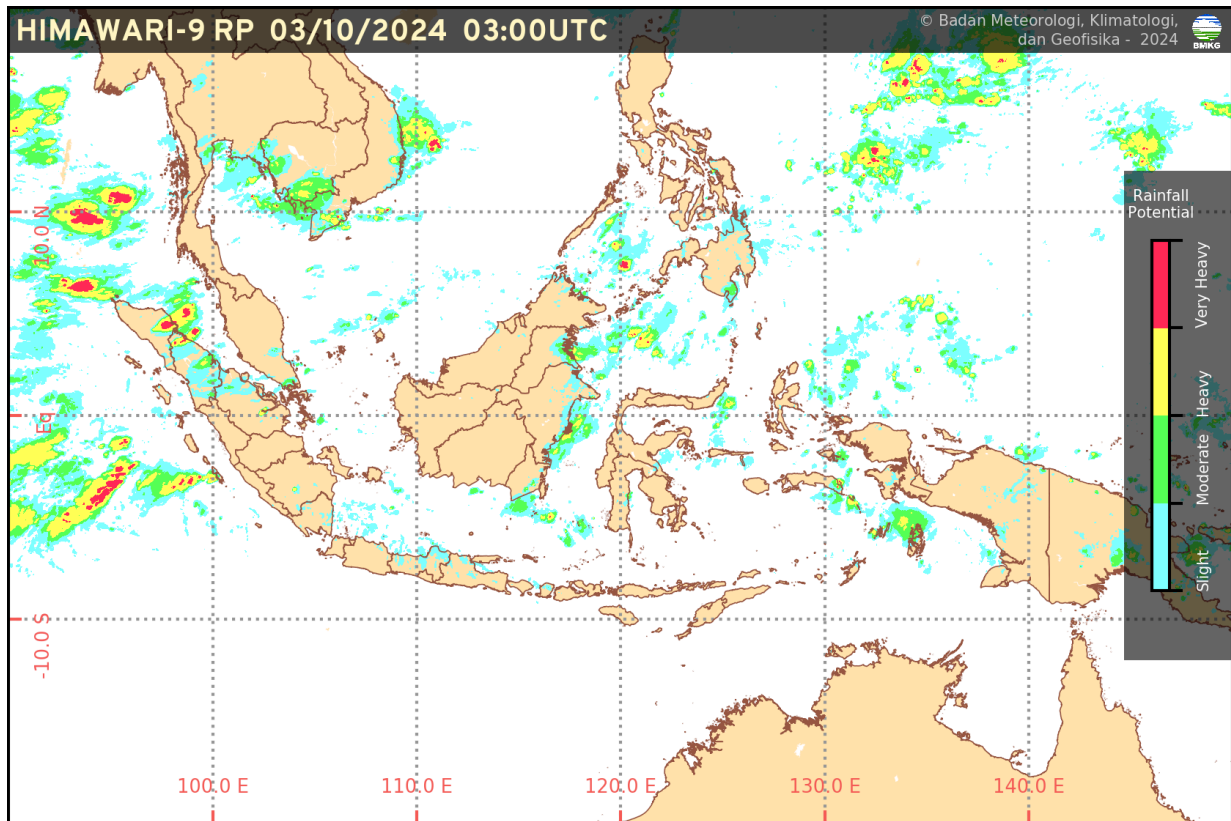 HIMAWARI-9 RP 03/10/2024 03:00UTC
© Badan Meteorologi, Klimatologi,
dan Geofisika - 2024
BMKG
Rainfall
Potential
Very Heavy
Heavy
Moderate
Slight
10.0 N
Eq
-10.0 S
100.0 E
110.0 E
120.0 E
130.0 E
140.0 E